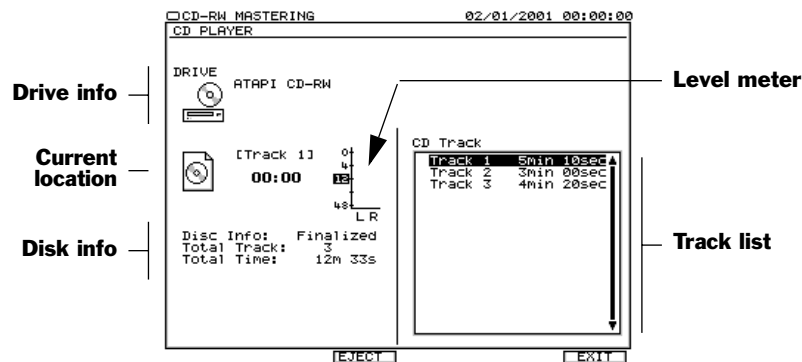 CD-RW MASTERING 02/01/2001 00:00:00
CD PLAYER
DRIVE
ATAPI CD-RW
Drive info
Level meter
CD Track
Track 1 5min 10sec
Track 2 3min 00sec
Track 3 4min 20sec
Current
location
[Track 1]
00:00
0
4
12
48
L R
Disk info
Disc Info: Finalized
Total Track: 3
Total Time: 12m 33s
Track list
EJECT EXIT